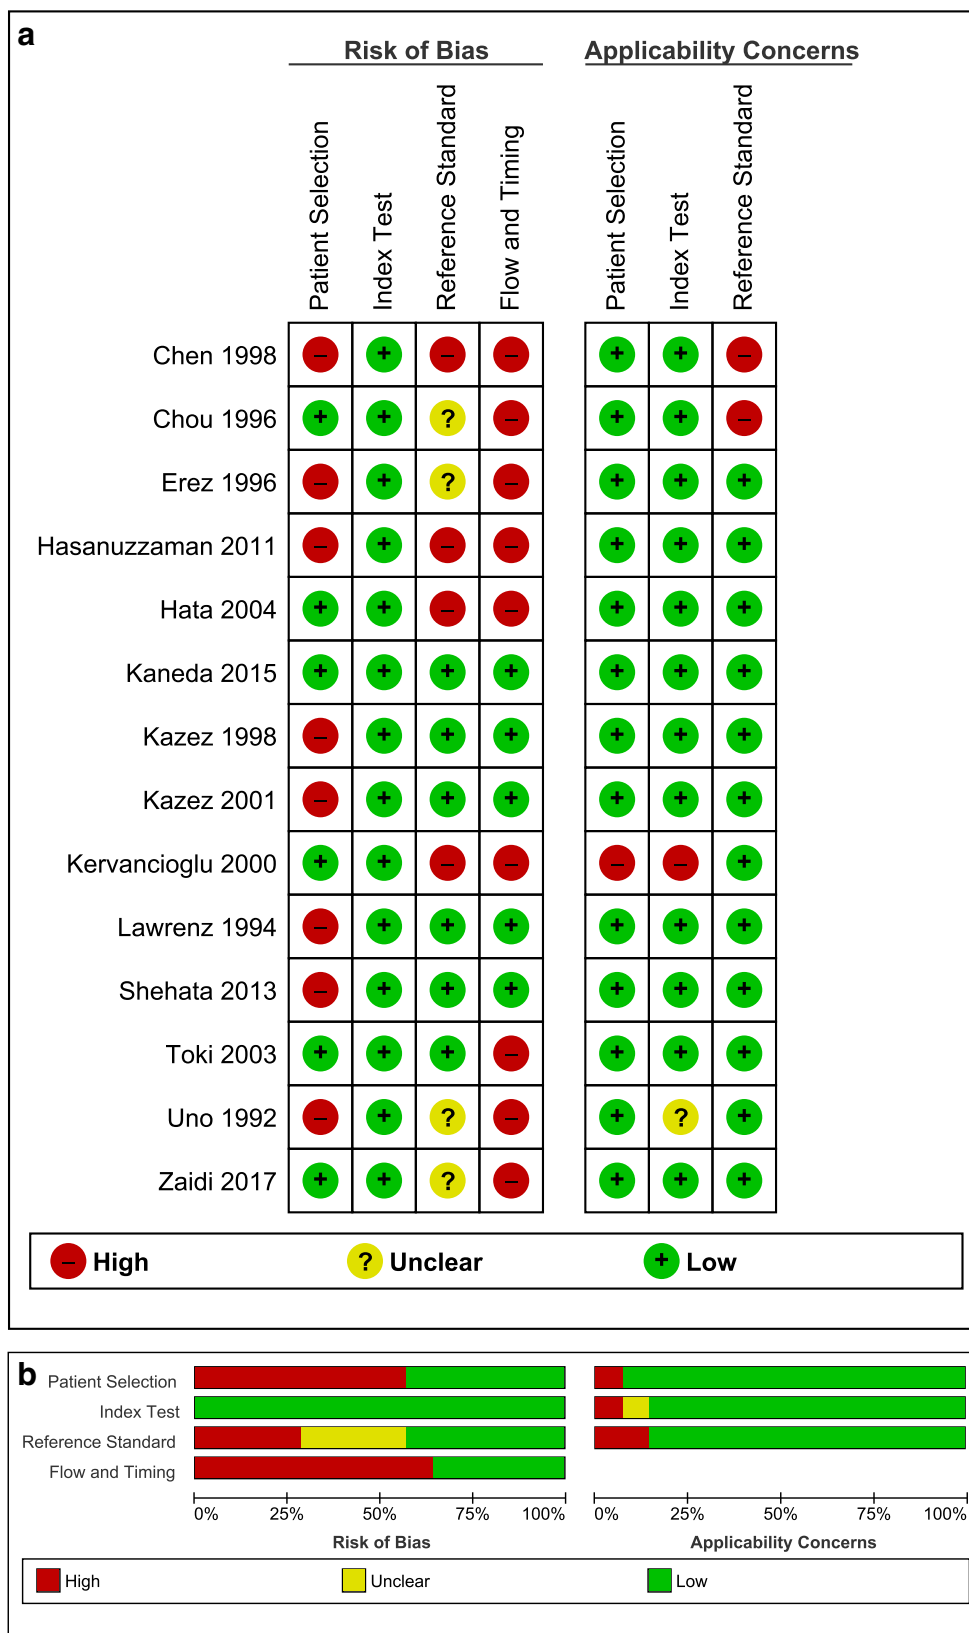 a
Risk of Bias
Applicability Concerns
Patient Selection
Index Test
Reference Standard
Flow and Timing
Patient Selection
Index Test
Reference Standard
Chen 1998 – + – – + + –
Chou 1996 + + ? – + + –
Erez 1996 – + ? – + + +
Hasanuzzaman 2011 – + – – + + +
Hata 2004 + + – – + + +
Kaneda 2015 + + + + + + +
Kazez 1998 – + + + + + +
Kazez 2001 – + + + + + +
Kervancioglu 2000 + + – – – – +
Lawrenz 1994 – + + + + + +
Shehata 2013 – + + + + + +
Toki 2003 + + + – + + +
Uno 1992 – + ? – + ? +
Zaidi 2017 + + ? – + + +
– High ? Unclear + Low
b
Patient Selection
Index Test
Reference Standard
Flow and Timing
0% 25% 50% 75% 100%
0% 25% 50% 75% 100%
Risk of Bias
Applicability Concerns
High Unclear Low